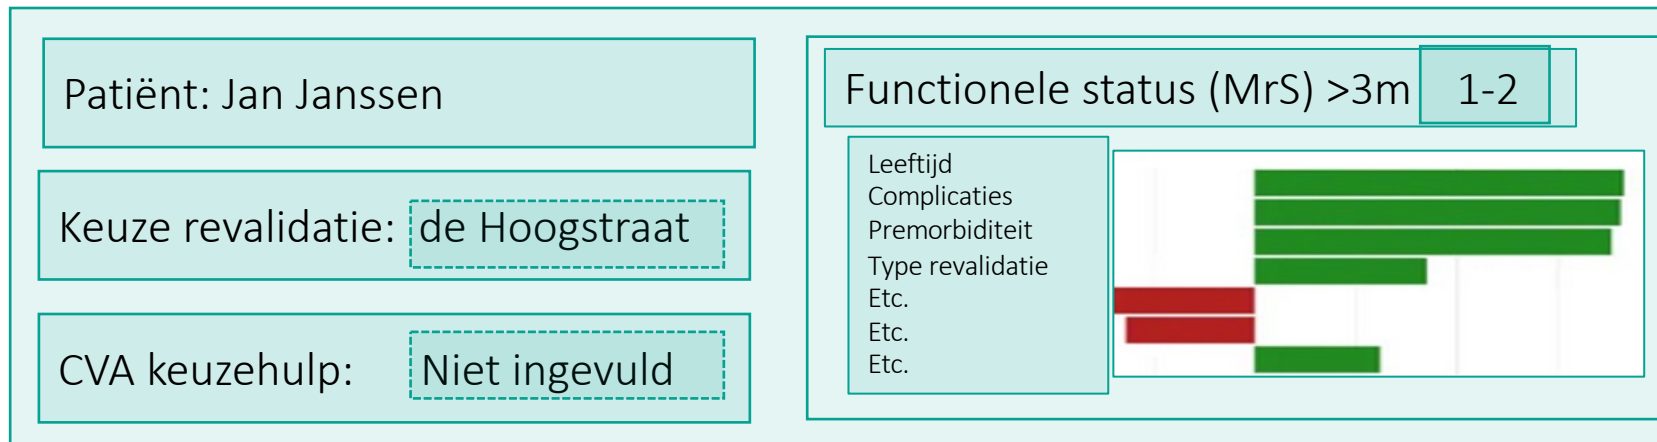 Patiënt: Jan Janssen
Keuze revalidatie: de Hoogstraat
CVA keuzehulp: Niet ingevuld
Functionele status (MrS) >3m 1-2
Leeftijd
Complicaties
Premorbiditeit
Type revalidatie
Etc.
Etc.
Etc.